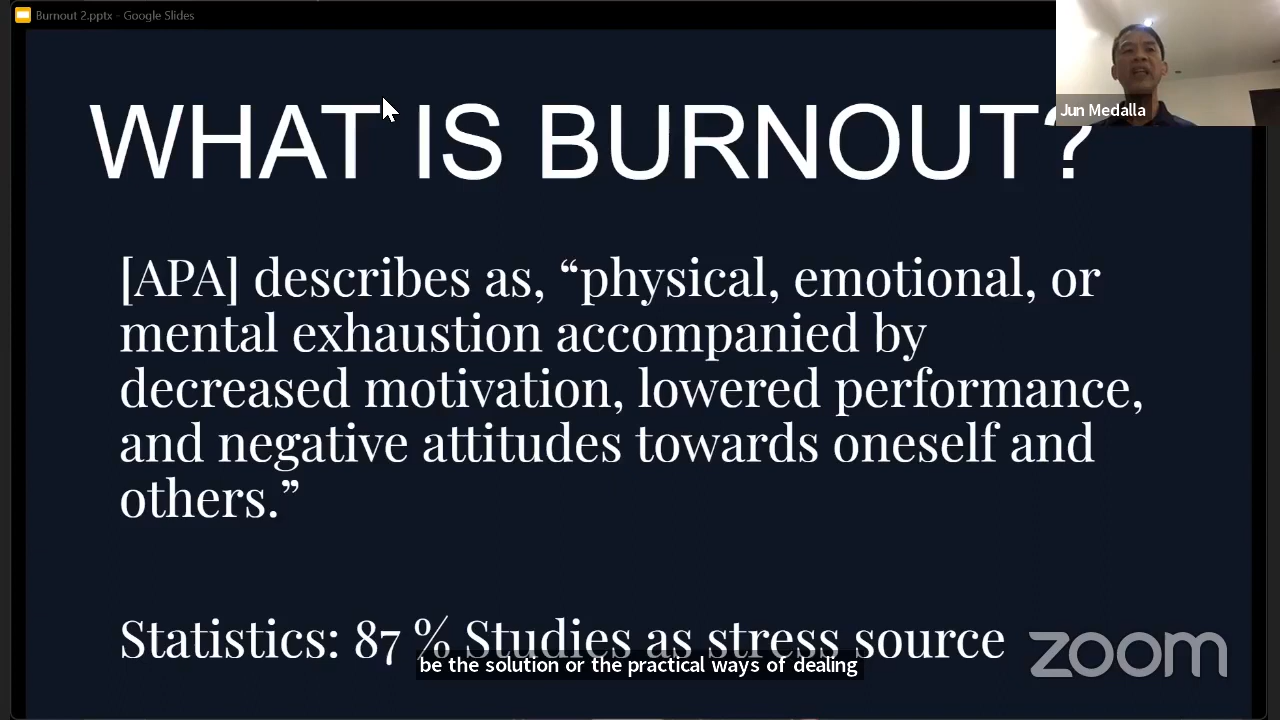 Burnout 2.pptx - Google Slides
Jun Medalla
WHAT IS BURNOUT?
[APA] describes as, “physical, emotional, or
mental exhaustion accompanied by
decreased motivation, lowered performance,
and negative attitudes towards oneself and
others.”
Statistics: 87 % Studies as stress source
zoom
be the solution or the practical ways of dealing